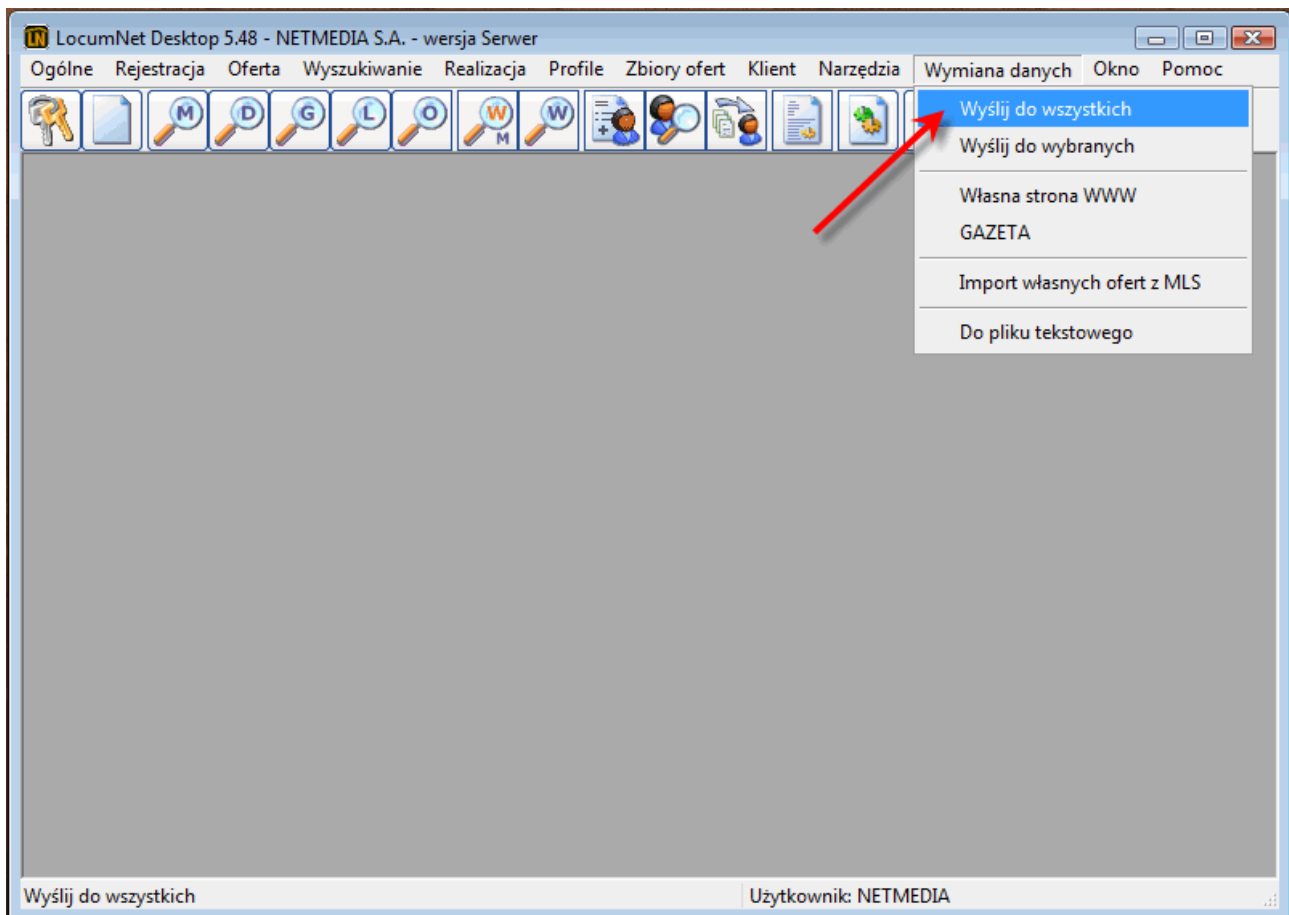 LN LocumNet Desktop 5.48 - NETMEDIA S.A. - wersja Serwer
Ogólne Rejestracja Oferta Wyszukiwanie Realizacja Profile Zbiory ofert Klient Narzędzia Wymiana danych Okno Pomoc
M D G L O W M W
Wyślij do wszystkich
Wyślij do wybranych
Własna strona WWW
GAZETA
Import własnych ofert z MLS
Do pliku tekstowego
Wyślij do wszystkich Użytkownik: NETMEDIA